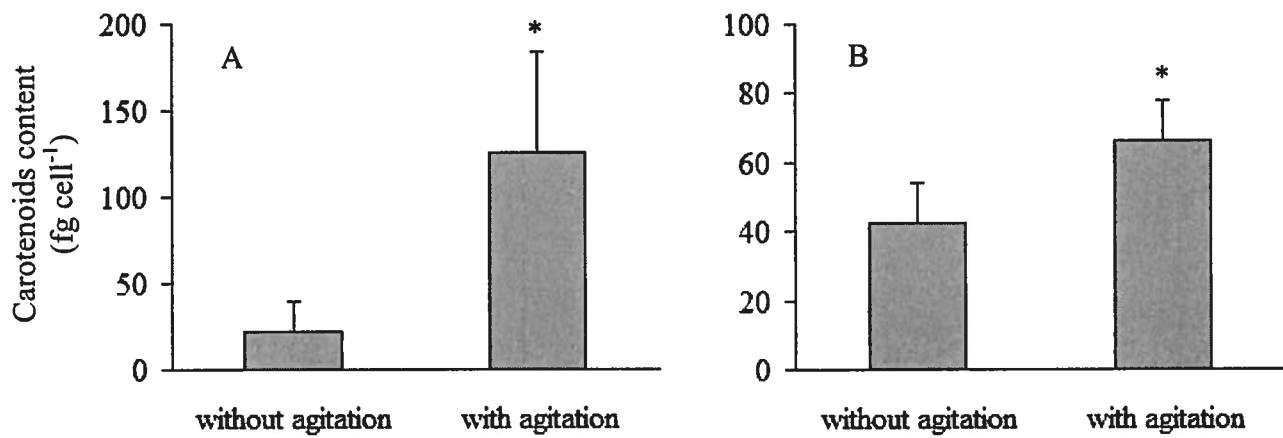 Carotenoids content
(fg cell⁻¹)
200
150
100
50
0
A
*
without agitation
with agitation
100
80
60
40
20
0
B
*
without agitation
with agitation